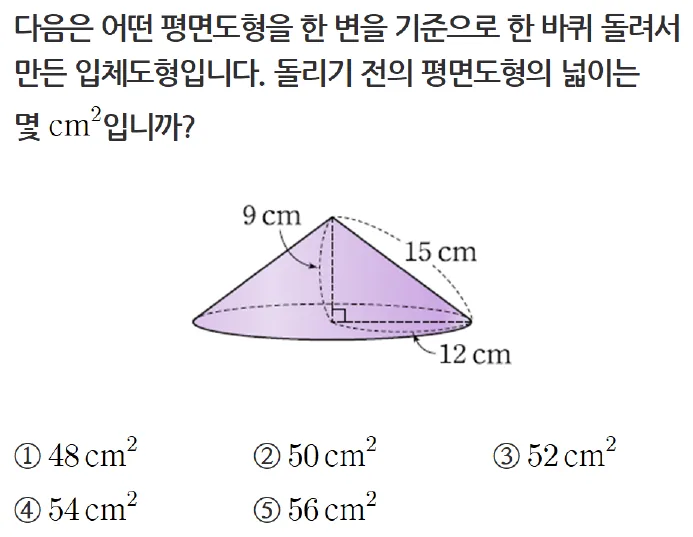 다음은 어떤 평면도형을 한 변을 기준으로 한 바퀴 돌려서
만든 입체도형입니다. 돌리기 전의 평면도형의 넓이는
몇 cm²입니까?
9 cm
15 cm
12 cm
① 48 cm² ② 50 cm² ③ 52 cm²
④ 54 cm² ⑤ 56 cm²